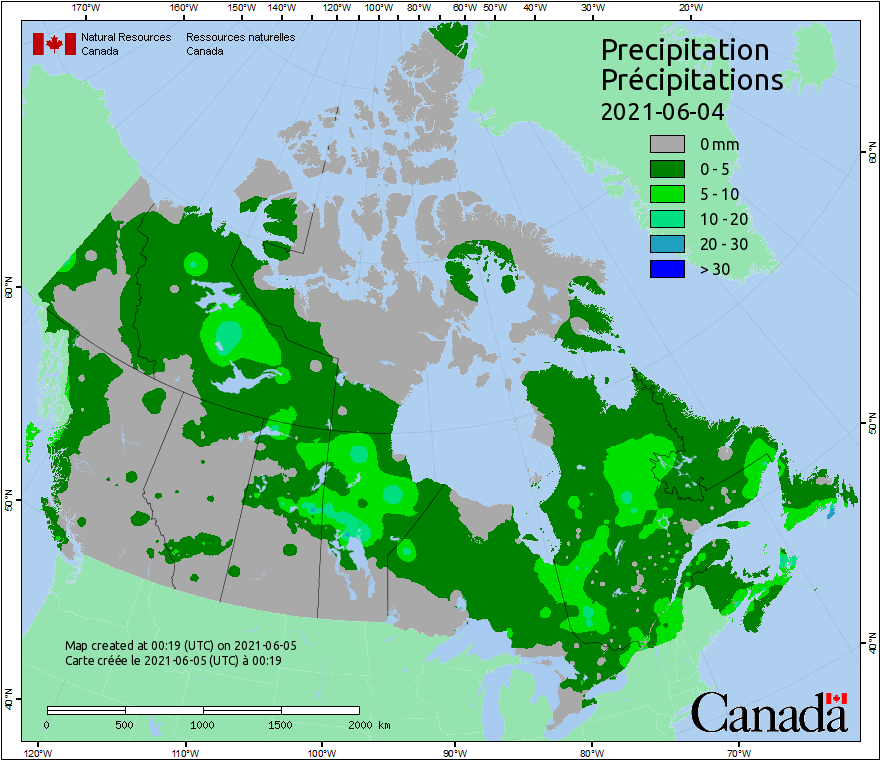 170°W 160°W 150°W 140°W 120°W 100°W 80°W 60°W 50°W 40°W 30°W 20°W
Natural Resources Ressources naturelles
Canada Canada
Precipitation
Précipitations
2021-06-04
0 mm
0 - 5
5 - 10
10 - 20
20 - 30
> 30
60°N 60°N
50°N 50°N
40°N 40°N
Map created at 00:19 (UTC) on 2021-06-05
Carte créée le 2021-06-05 (UTC) à 00:19
0 500 1000 1500 2000 km
Canada
120°W 110°W 100°W 90°W 80°W 70°W